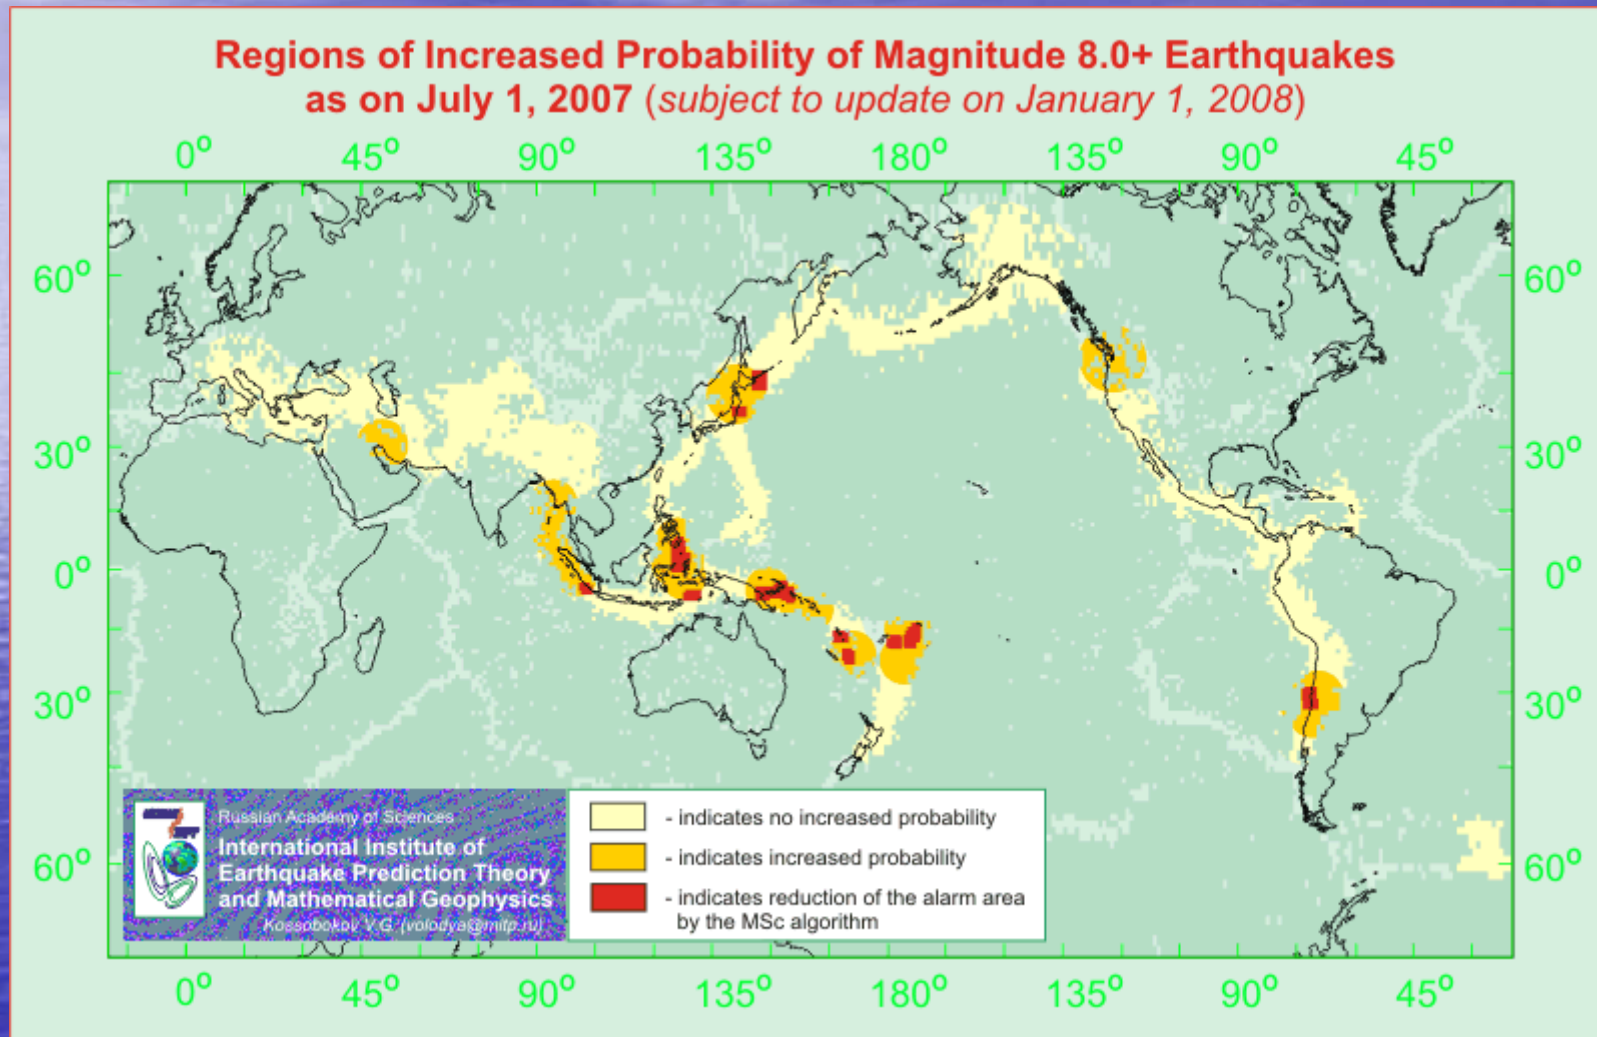 Regions of Increased Probability of Magnitude 8.0+ Earthquakes
as on July 1, 2007 (subject to update on January 1, 2008)
0° 45° 90° 135° 180° 135° 90° 45°
60° 60°
30° 30°
0° 0°
30° 30°
60° 60°
Russian Academy of Sciences
International Institute of
Earthquake Prediction Theory
and Mathematical Geophysics
Kossobokov V.G. (volodya@mitp.ru)
- indicates no increased probability
- indicates increased probability
- indicates reduction of the alarm area
by the MSc algorithm
0° 45° 90° 135° 180° 135° 90° 45°